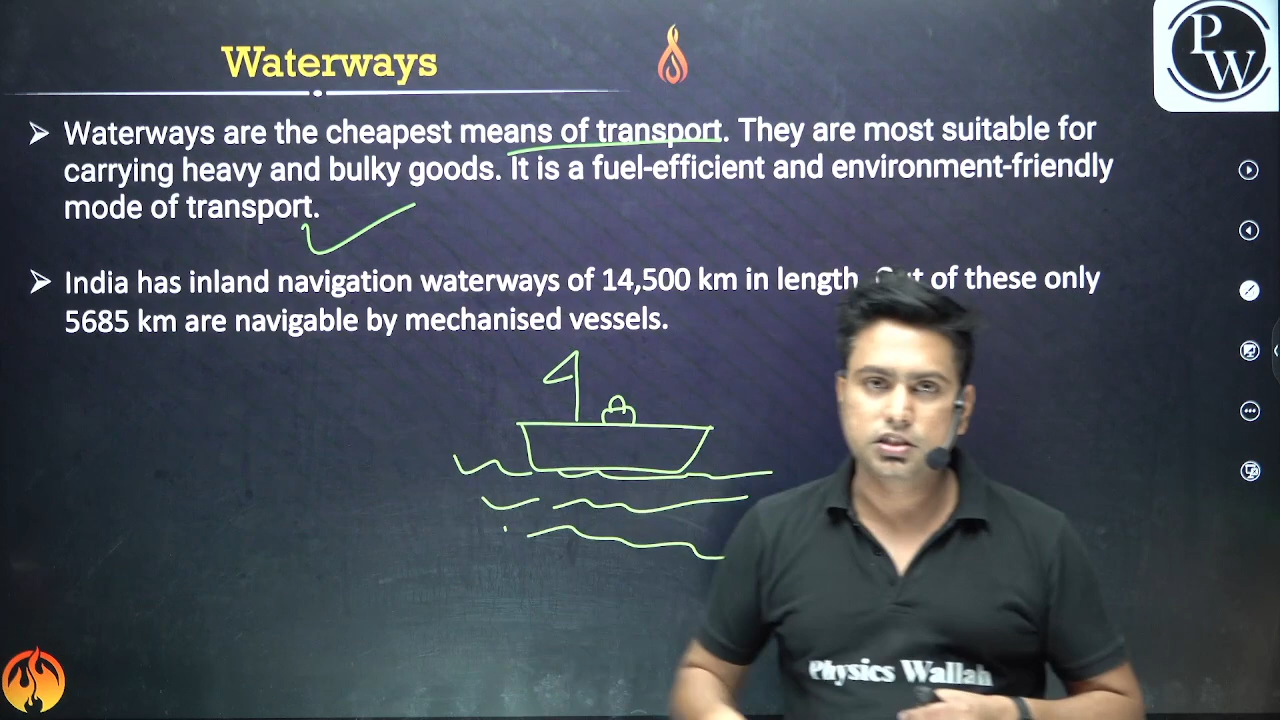 Waterways
PW
Waterways are the cheapest means of transport. They are most suitable for
carrying heavy and bulky goods. It is a fuel-efficient and environment-friendly
mode of transport.
India has inland navigation waterways of 14,500 km in length. Out of these only
5685 km are navigable by mechanised vessels.
Physics Wallah